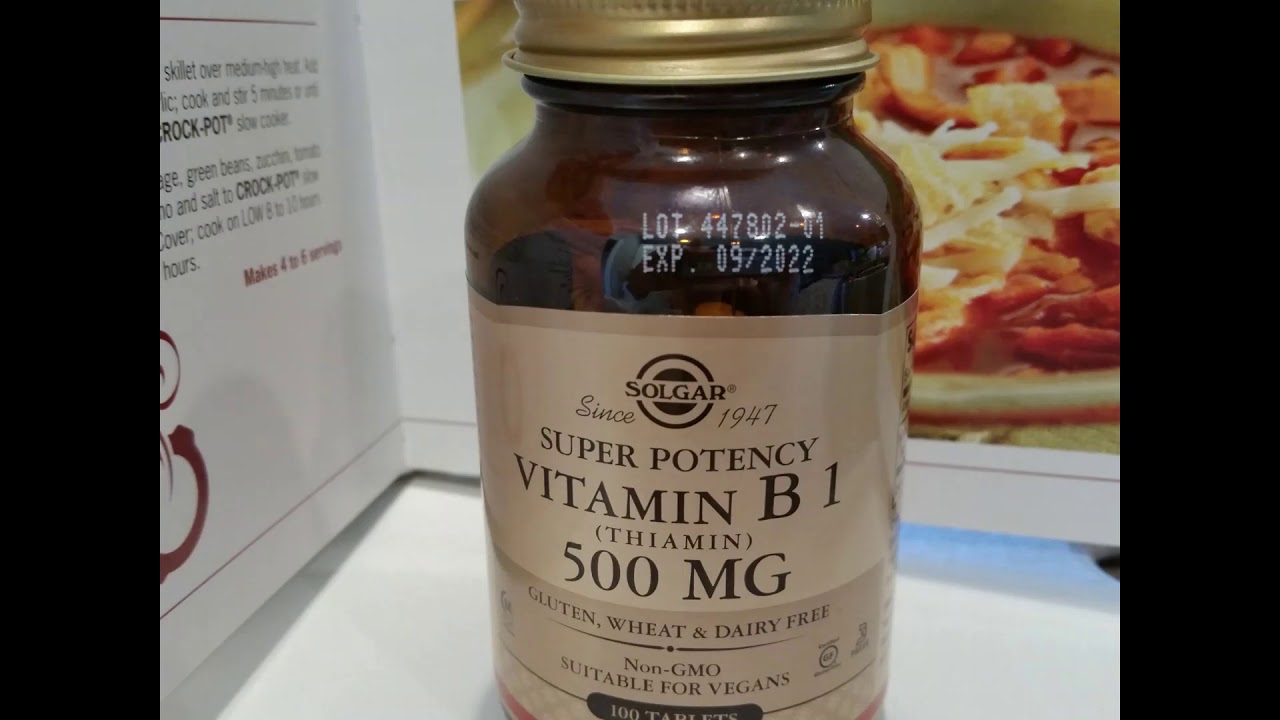 skillet over medium-high heat. Add
lic; cook and stir 5 minutes or until
CROCK-POT® slow cooker.
age, green beans, zucchini, tomato
no and salt to CROCK-POT® slow
Cover; cook on LOW 8 to 10 hours
hours.
Makes 4 to 6 servings
LOT 447802-01
EXP. 09/2022
SOLGAR®
Since 1947
SUPER POTENCY
VITAMIN B 1
(THIAMIN)
500 MG
GLUTEN, WHEAT & DAIRY FREE
Non-GMO
SUITABLE FOR VEGANS
GF
100 TABLETS